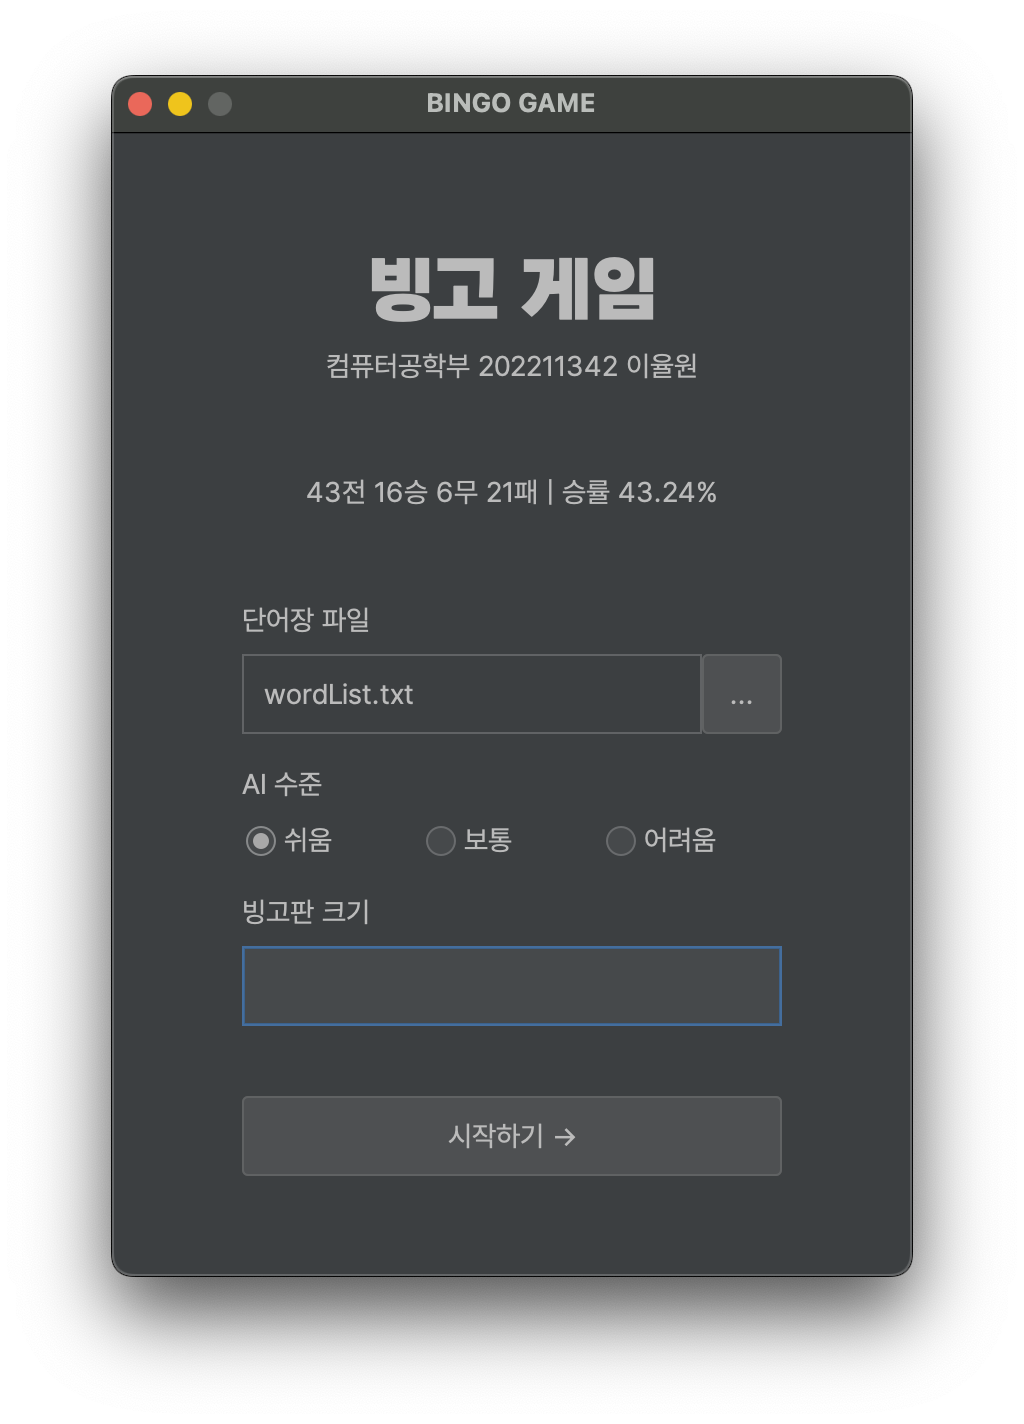 BINGO GAME
빙고 게임
컴퓨터공학부 202211342 이율원
43전 16승 6무 21패 | 승률 43.24%
단어장 파일
wordList.txt
...
AI 수준
쉬움 보통 어려움
빙고판 크기
시작하기 →